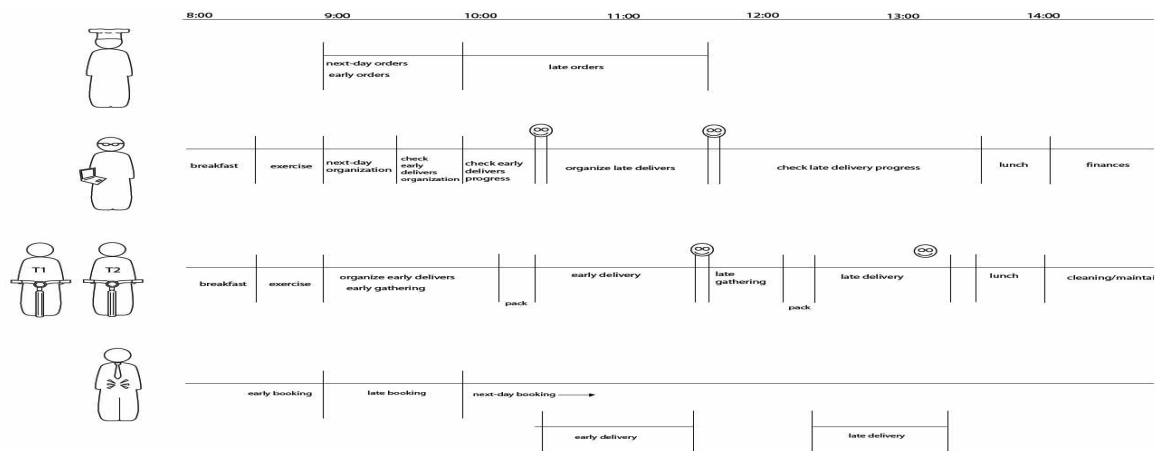 8:00 9:00 10:00 11:00 12:00 13:00 14:00
next-day orders
early orders
late orders
breakfast
exercise
next-day
organization
check
early
delivers
organization
check early
delivers
progress
organize late delivers
check late delivery progress
lunch
finances
T1
T2
breakfast
exercise
organize early delivers
early gathering
pack
early delivery
late
gathering
pack
late delivery
lunch
cleaning/maintai
early booking
late booking
next-day booking
early delivery
late delivery